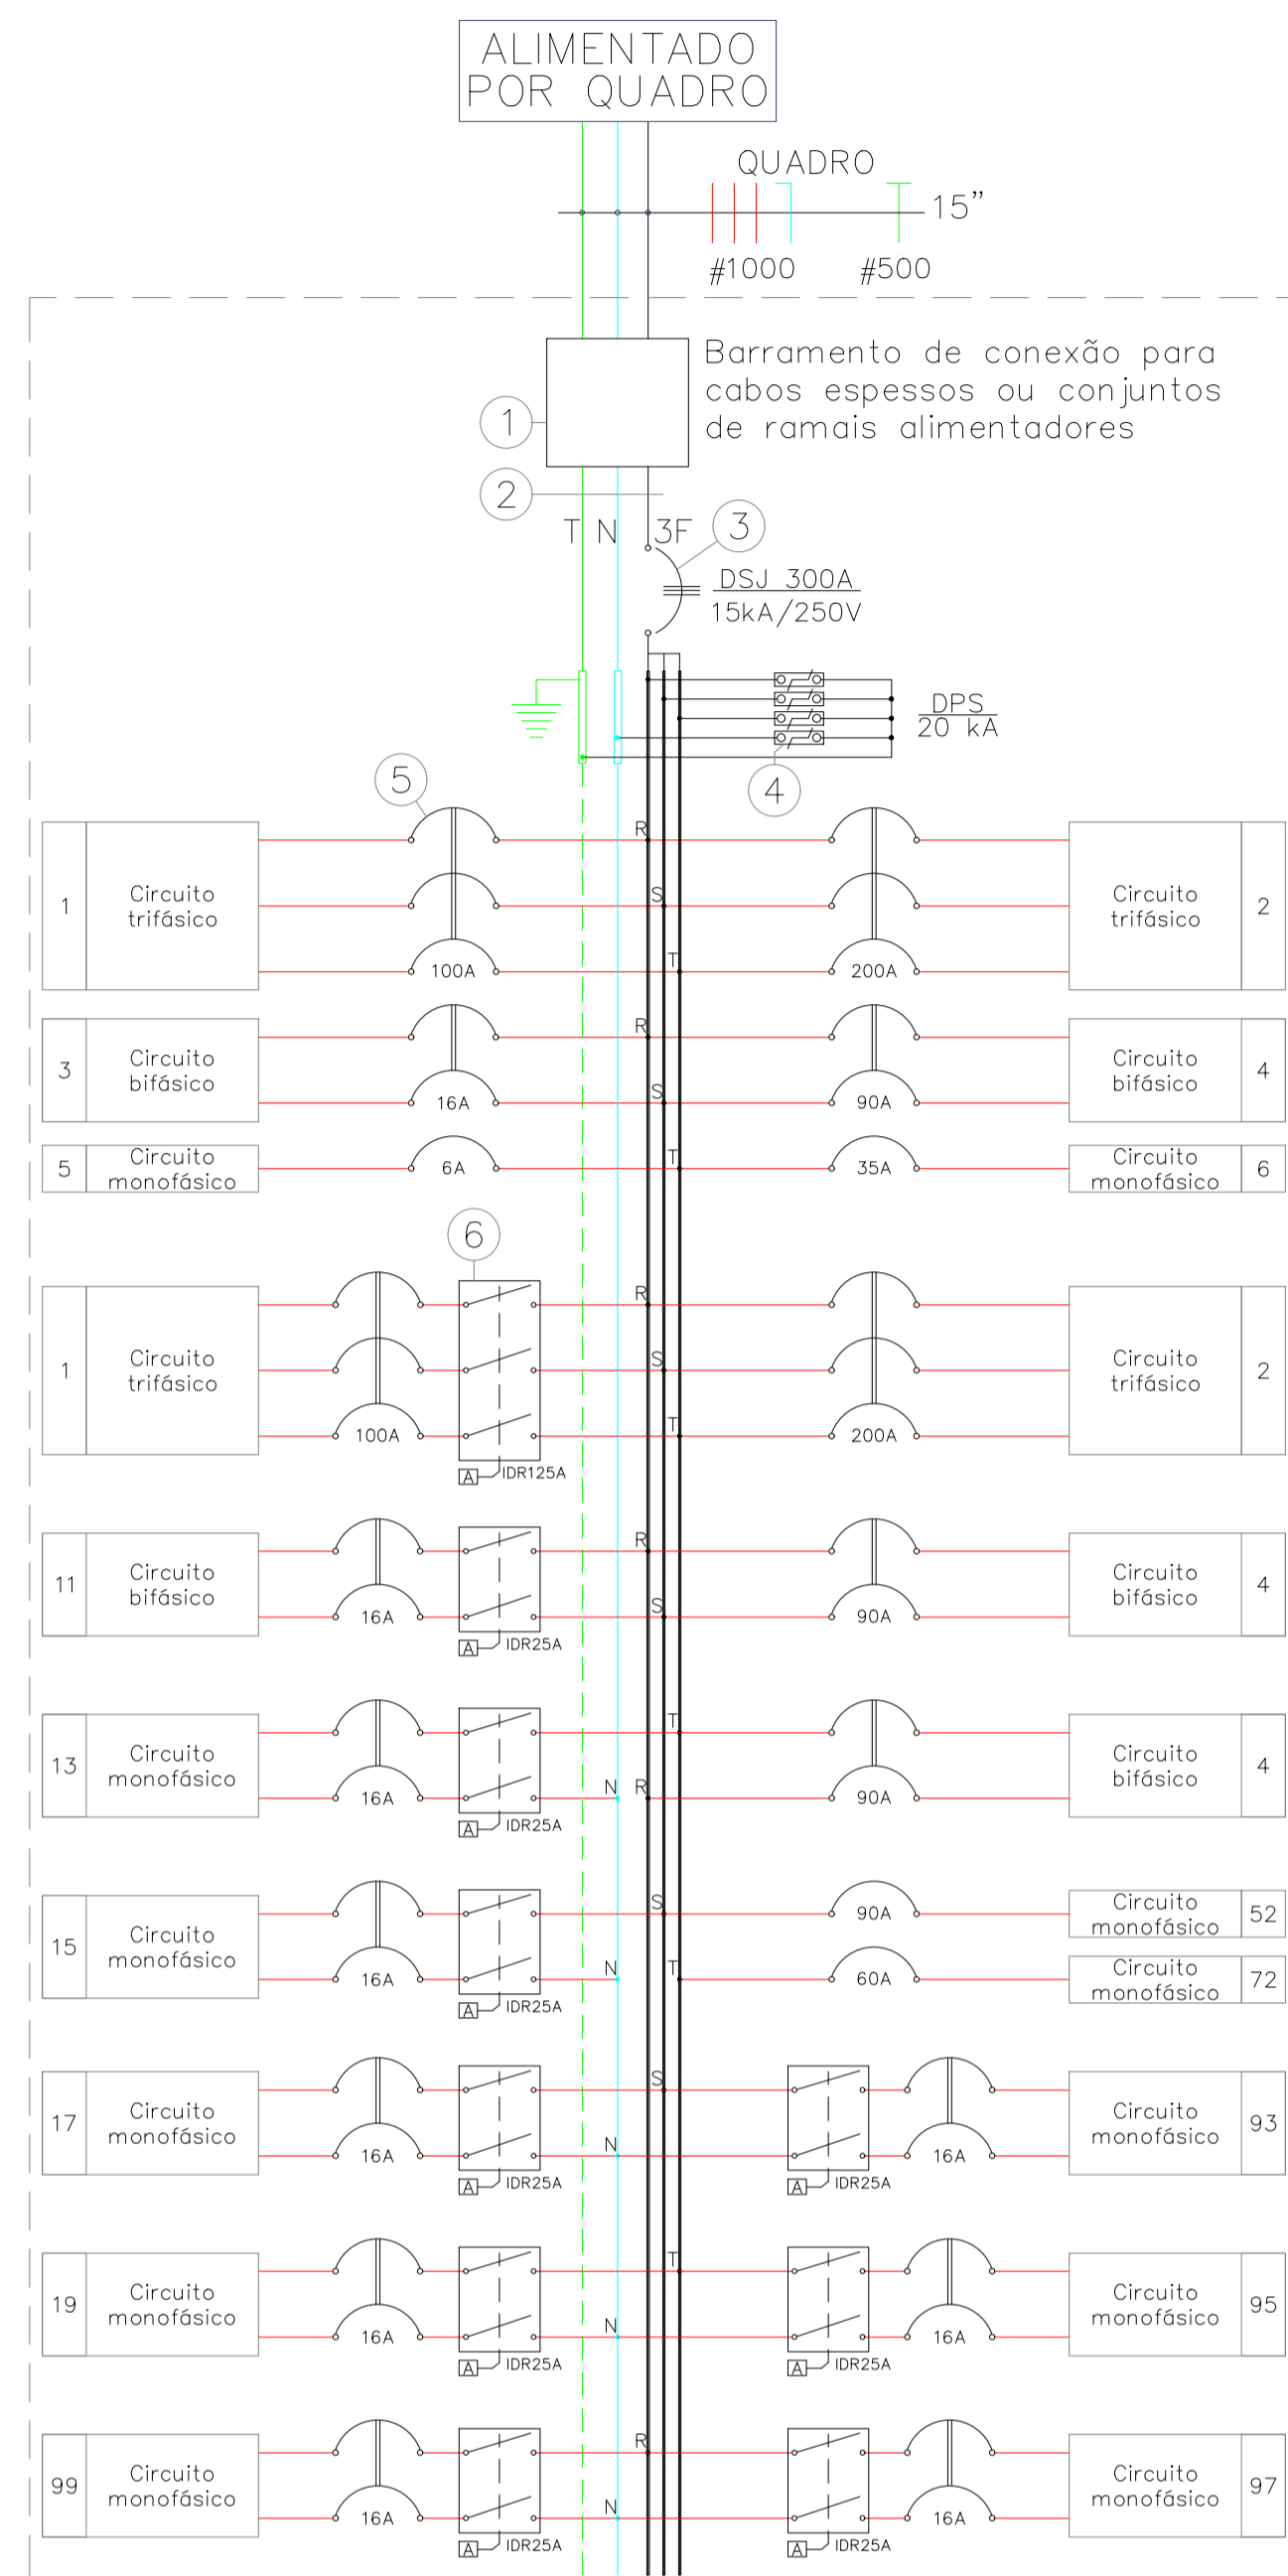 ALIMENTADO
POR QUADRO
QUADRO
15”
#1000
#500
Barramento de conexão para
cabos espessos ou conjuntos
de ramais alimentadores
1
2
T N 3F
3
DSJ 300A
15kA/250V
DPS
20 kA
4
5
1
Circuito
trifásico
100A
R
S
T
200A
Circuito
trifásico
2
3
Circuito
bifásico
16A
R
S
90A
Circuito
bifásico
4
5
Circuito
monofásico
6A
T
35A
Circuito
monofásico
6
6
1
Circuito
trifásico
100A
A
IDR125A
R
S
T
200A
Circuito
trifásico
2
11
Circuito
bifásico
16A
A
IDR25A
R
S
90A
Circuito
bifásico
4
13
Circuito
monofásico
16A
A
IDR25A
T
N R
90A
Circuito
bifásico
4
15
Circuito
monofásico
16A
A
IDR25A
S
N
T
90A
Circuito
monofásico
52
60A
Circuito
monofásico
72
17
Circuito
monofásico
16A
A
IDR25A
S
N
A
IDR25A
16A
Circuito
monofásico
93
19
Circuito
monofásico
16A
A
IDR25A
T
N
A
IDR25A
16A
Circuito
monofásico
95
99
Circuito
monofásico
16A
A
IDR25A
R
N
A
IDR25A
16A
Circuito
monofásico
97